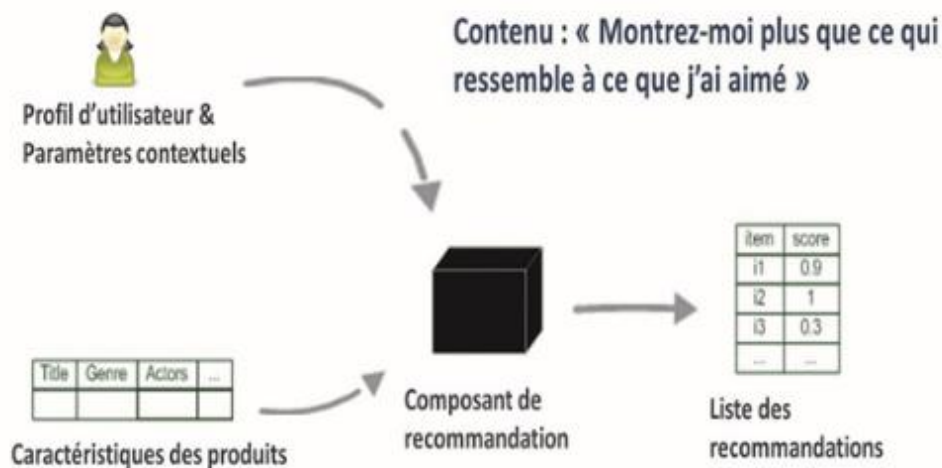 Contenu : « Montrez-moi plus que ce qui
ressemble à ce que j'ai aimé »
Profil d'utilisateur &
Paramètres contextuels
item score
i1 0.9
i2 1
i3 0.3
... ...
Title Genre Actors ...
Caractéristiques des produits
Composant de
recommandation
Liste des
recommandations